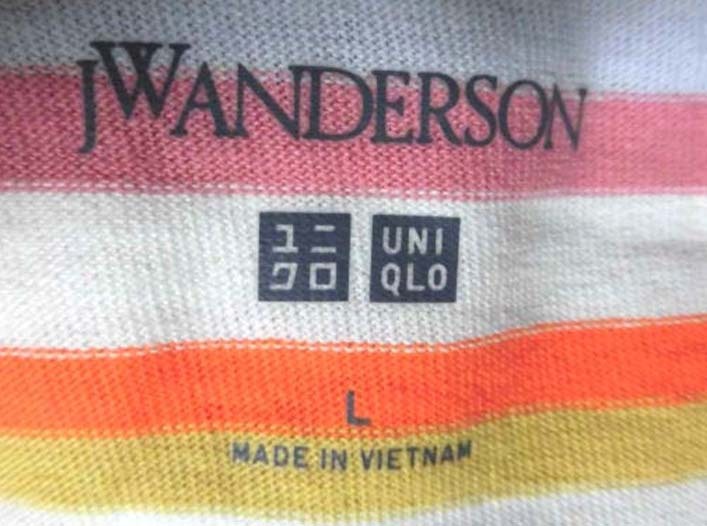 JWANDERSON
ユニ UNI
クロ QLO
L
MADE IN VIETNAM